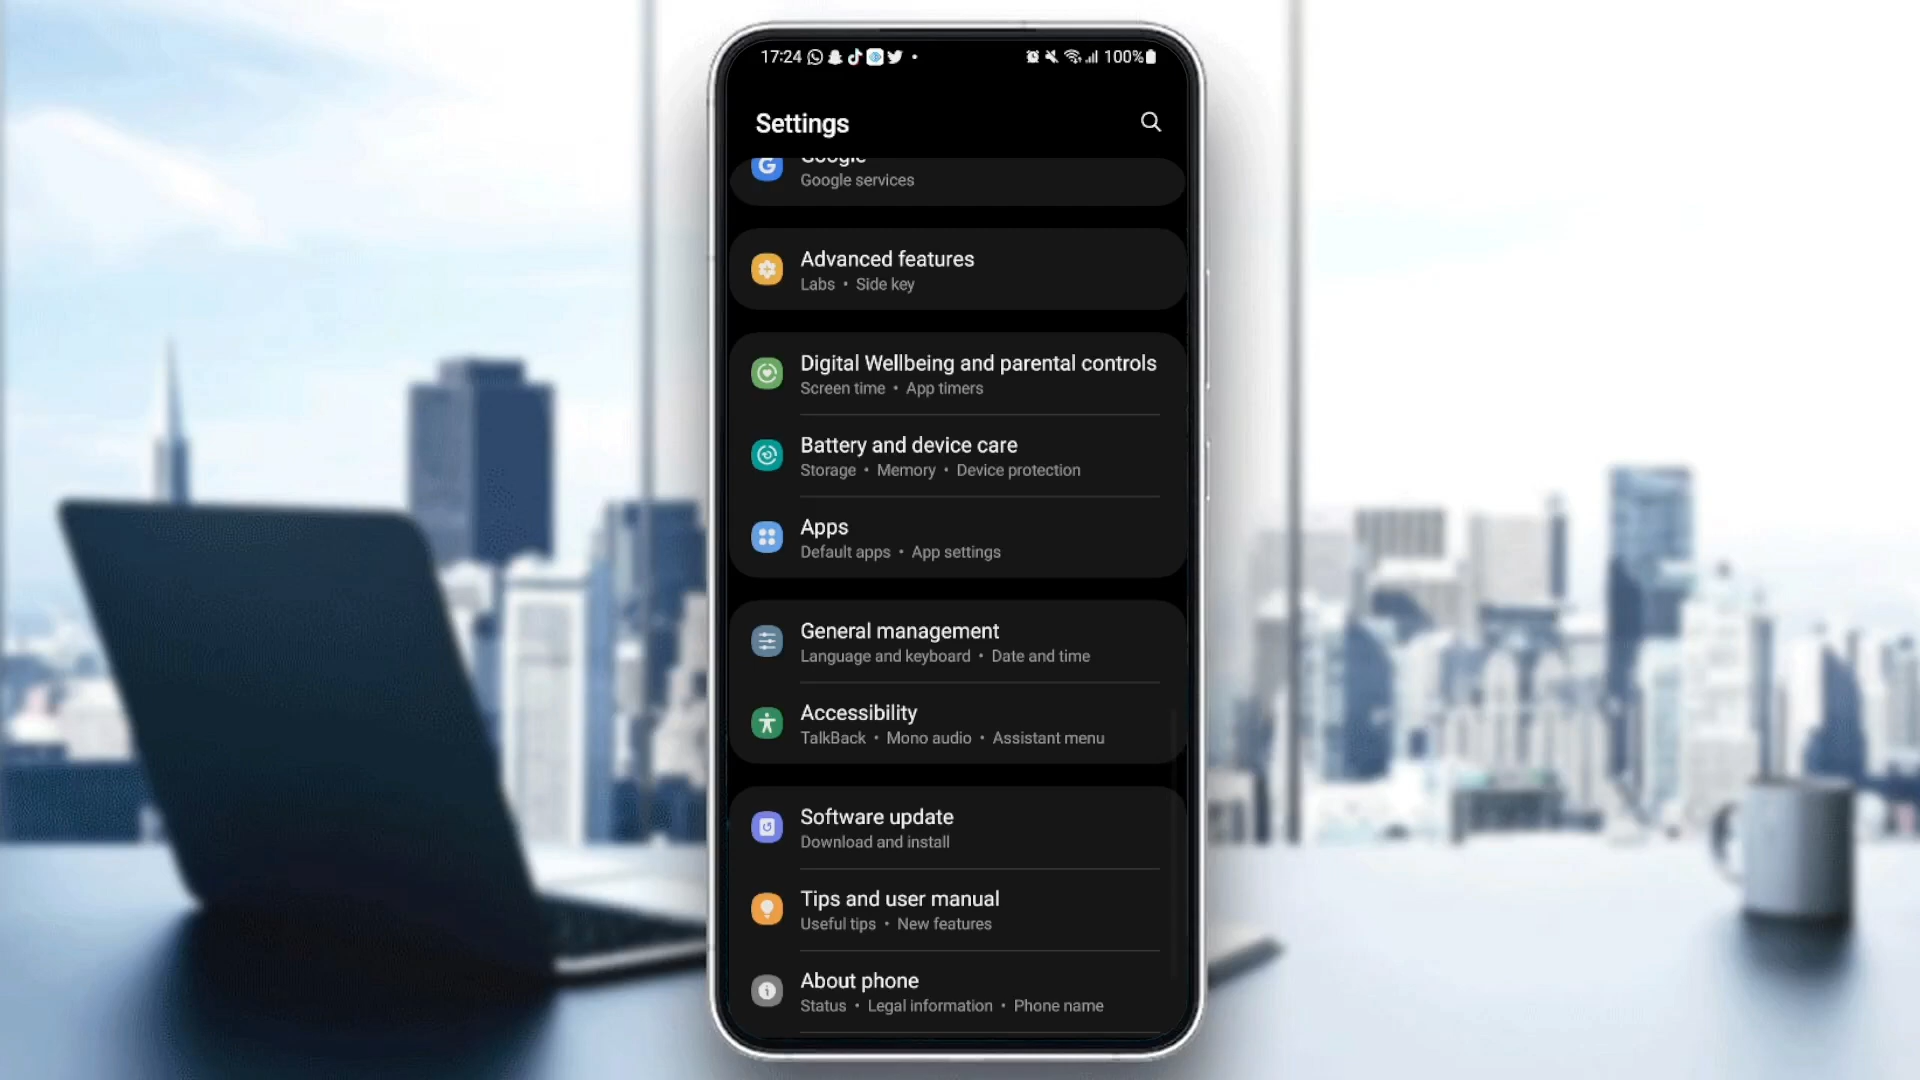 17:24 100%
Settings
Google
Google services
Advanced features
Labs • Side key
Digital Wellbeing and parental controls
Screen time • App timers
Battery and device care
Storage • Memory • Device protection
Apps
Default apps • App settings
General management
Language and keyboard • Date and time
Accessibility
TalkBack • Mono audio • Assistant menu
Software update
Download and install
Tips and user manual
Useful tips • New features
About phone
Status • Legal information • Phone name